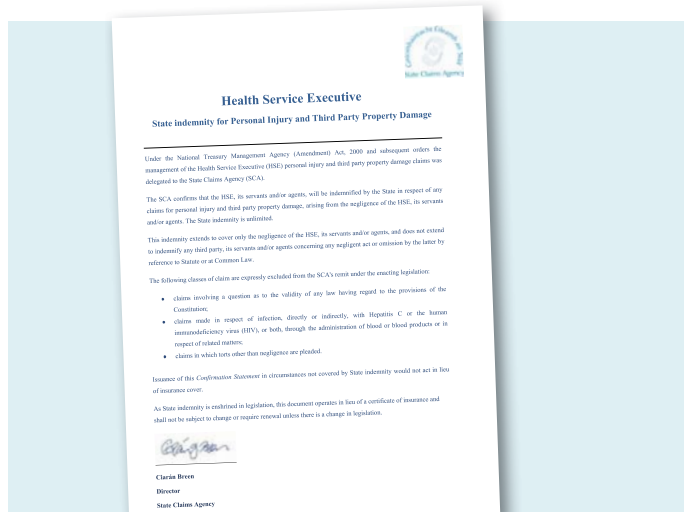 State Claims Agency
Health Service Executive
State indemnity for Personal Injury and Third Party Property Damage
Under the National Treasury Management Agency (Amendment) Act, 2000 and subsequent orders the
management of the Health Service Executive (HSE) personal injury and third party property damage claims was
delegated to the State Claims Agency (SCA).
The SCA confirms that the HSE, its servants and/or agents, will be indemnified by the State in respect of any
claims for personal injury and third party property damage, arising from the negligence of the HSE, its servants
and/or agents. The State indemnity is unlimited.
This indemnity extends to cover only the negligence of the HSE, its servants and/or agents, and does not extend
to indemnify any third party, its servants and/or agents concerning any negligent act or omission by the latter by
reference to Statute or at Common Law.
The following classes of claim are expressly excluded from the SCA's remit under the enacting legislation:
• claims involving a question as to the validity of any law having regard to the provisions of the
Constitution;
• claims made in respect of infection, directly or indirectly, with Hepatitis C or the human
immunodeficiency virus (HIV), or both, through the administration of blood or blood products or in
respect of related matters;
• claims in which torts other than negligence are pleaded.
Issuance of this Confirmation Statement in circumstances not covered by State indemnity would not act in lieu
of insurance cover.
As State indemnity is enshrined in legislation, this document operates in lieu of a certificate of insurance and
shall not be subject to change or require renewal unless there is a change in legislation.
Ciarán Breen
Director
State Claims Agency